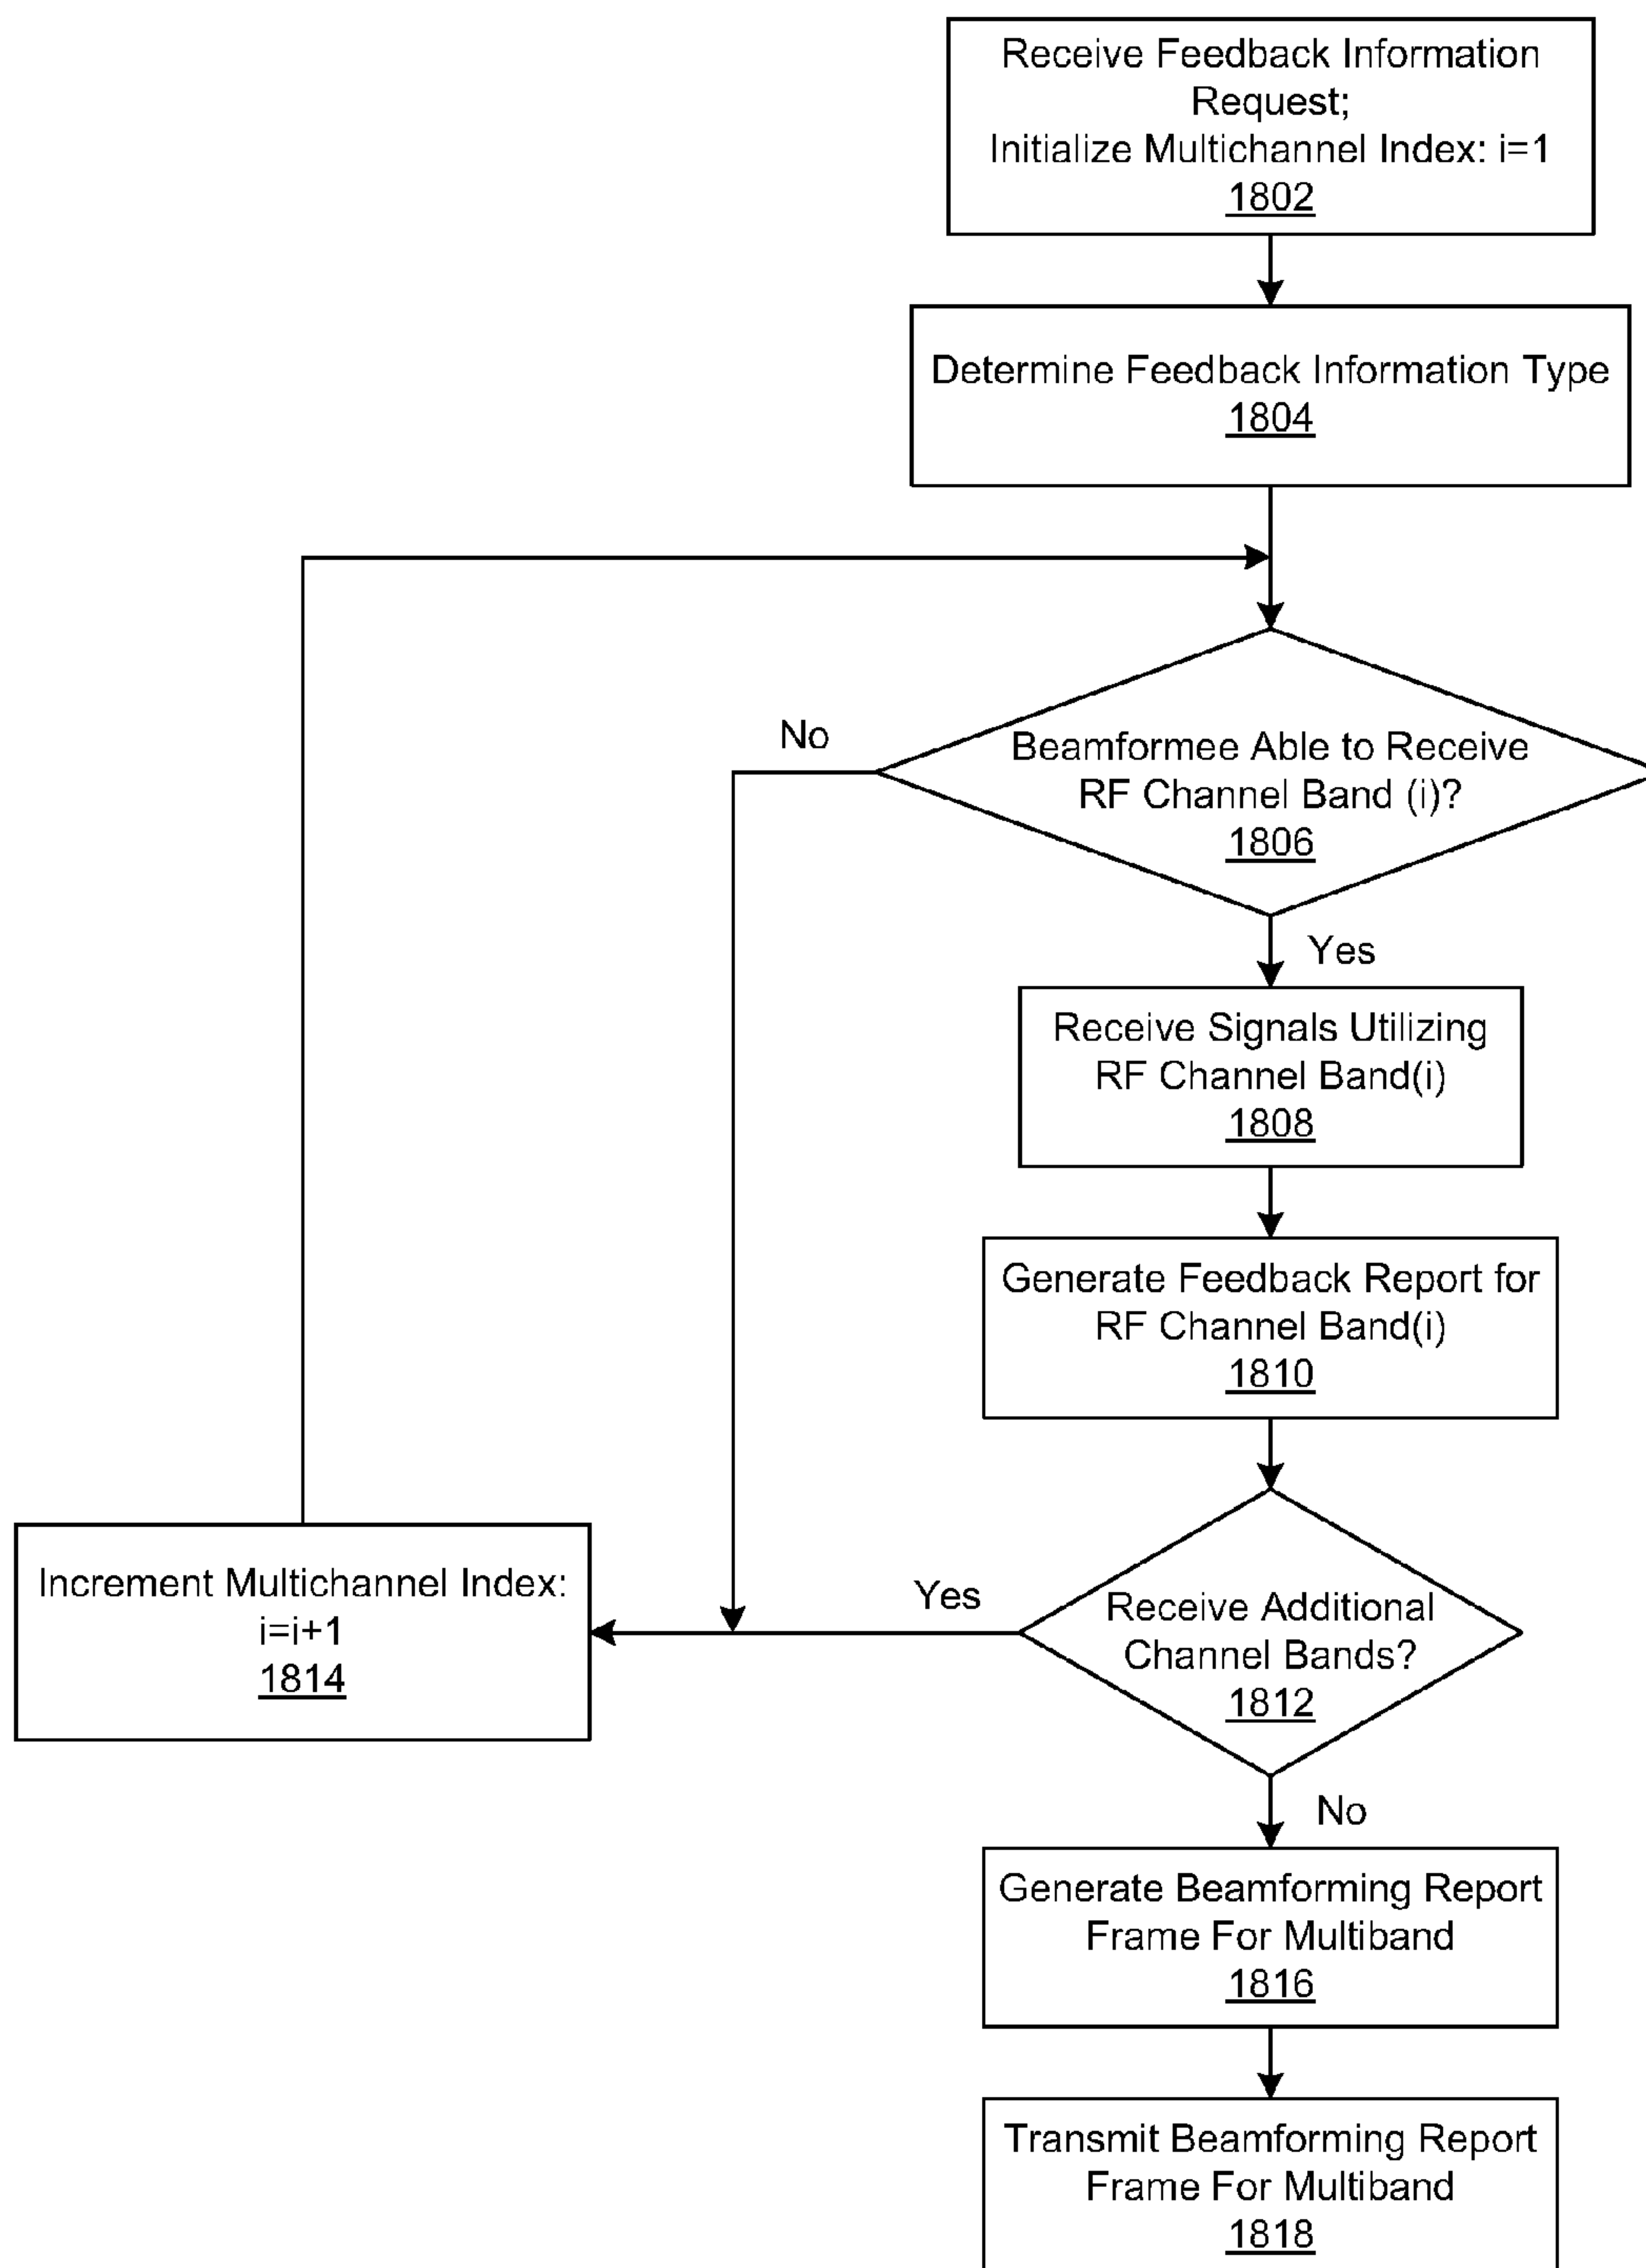 Receive Feedback Information
Request;
Initialize Multichannel Index: i=1
1802
Determine Feedback Information Type
1804
No
Beamformee Able to Receive
RF Channel Band (i)?
1806
Yes
Receive Signals Utilizing
RF Channel Band(i)
1808
Generate Feedback Report for
RF Channel Band(i)
1810
Increment Multichannel Index:
i=i+1
1814
Yes
Receive Additional
Channel Bands?
1812
No
Generate Beamforming Report
Frame For Multiband
1816
Transmit Beamforming Report
Frame For Multiband
1818